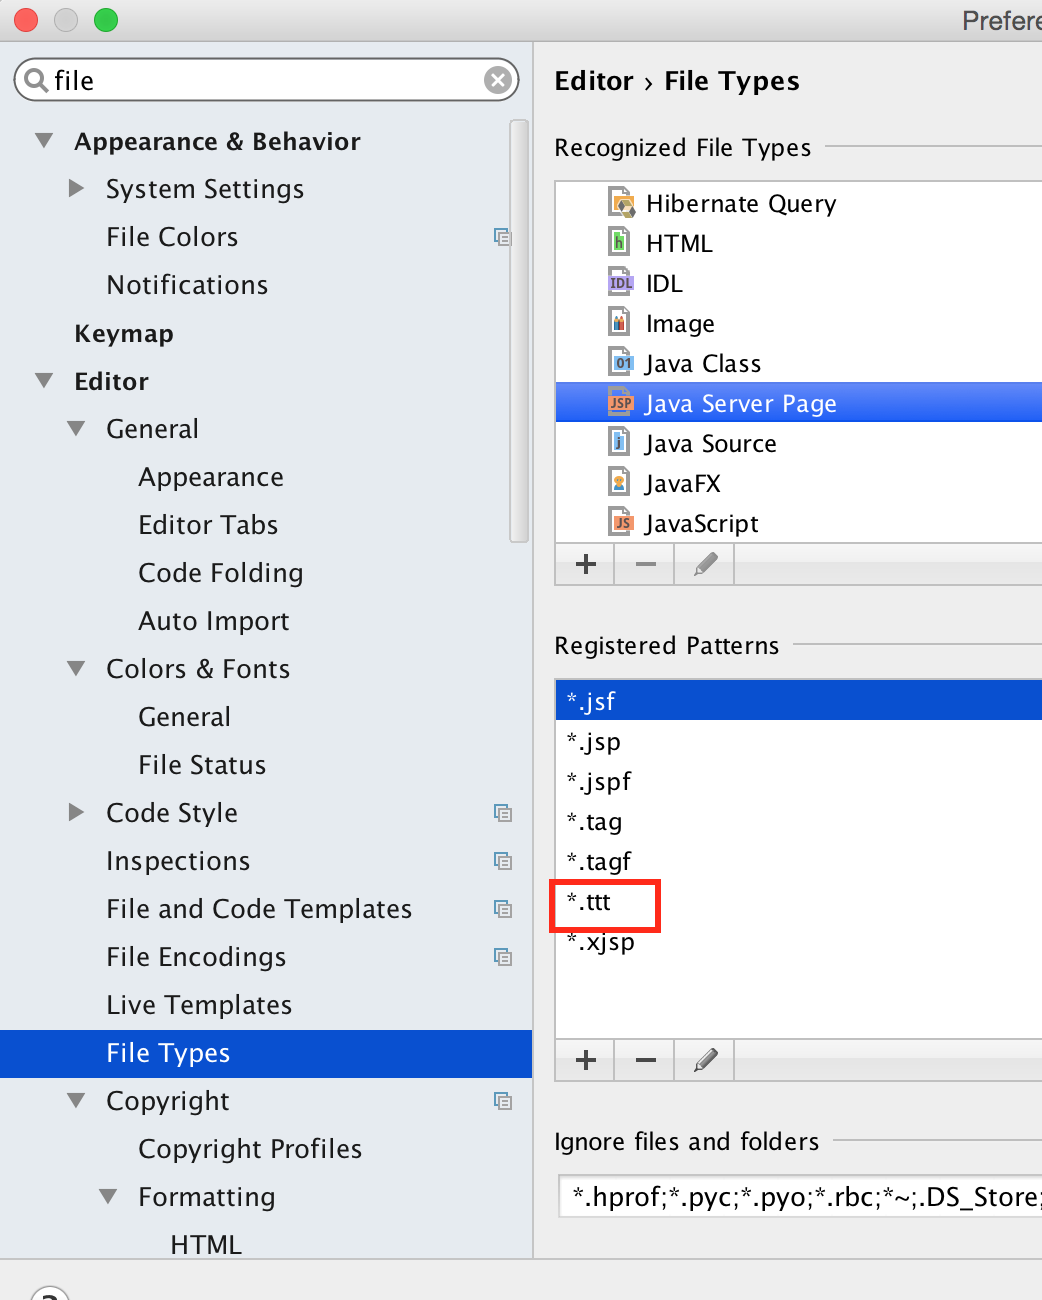 Prefere
file
Appearance & Behavior
System Settings
File Colors
Notifications
Keymap
Editor
General
Appearance
Editor Tabs
Code Folding
Auto Import
Colors & Fonts
General
File Status
Code Style
Inspections
File and Code Templates
File Encodings
Live Templates
File Types
Copyright
Copyright Profiles
Formatting
HTML
?
Editor › File Types
Recognized File Types
Hibernate Query
h HTML
IDL IDL
Image
01 Java Class
JSP Java Server Page
j Java Source
JavaFX
JS JavaScript
Registered Patterns
*.jsf
*.jsp
*.jspf
*.tag
*.tagf
*.ttt
*.xjsp
Ignore files and folders
*.hprof;*.pyc;*.pyo;*.rbc;*~;.DS_Store;